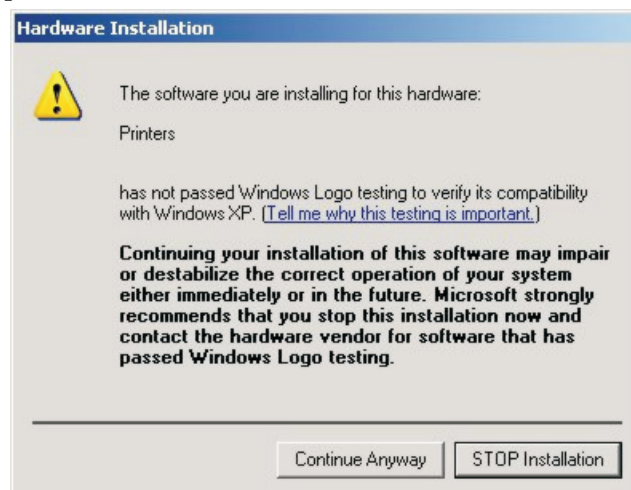 Hardware Installation
The software you are installing for this hardware:
Printers
has not passed Windows Logo testing to verify its compatibility
with Windows XP. (Tell me why this testing is important.)
Continuing your installation of this software may impair
or destabilize the correct operation of your system
either immediately or in the future. Microsoft strongly
recommends that you stop this installation now and
contact the hardware vendor for software that has
passed Windows Logo testing.
Continue Anyway
STOP Installation